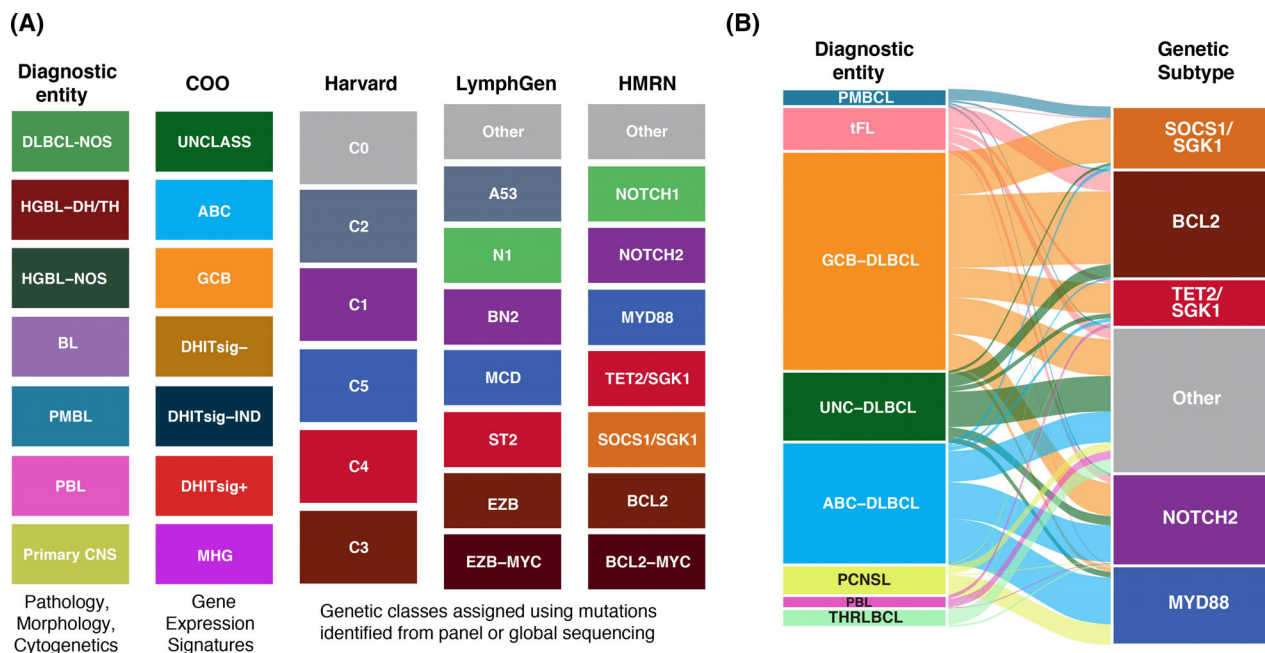 (A)
Diagnostic
entity
DLBCL-NOS
HGBL–DH/TH
HGBL–NOS
BL
PMBL
PBL
Primary CNS
Pathology,
Morphology,
Cytogenetics
COO
UNCLASS
ABC
GCB
DHITsig–
DHITsig–IND
DHITsig+
MHG
Gene
Expression
Signatures
Harvard
C0
C2
C1
C5
C4
C3
LymphGen
Other
A53
N1
BN2
MCD
ST2
EZB
EZB–MYC
HMRN
Other
NOTCH1
NOTCH2
MYD88
TET2/SGK1
SOCS1/SGK1
BCL2
BCL2–MYC
Genetic classes assigned using mutations
identified from panel or global sequencing
(B)
Diagnostic
entity
PMBCL
tFL
GCB–DLBCL
UNC–DLBCL
ABC–DLBCL
PCNSL
PBL
THRLBCL
Genetic
Subtype
SOCS1/
SGK1
BCL2
TET2/
SGK1
Other
NOTCH2
MYD88